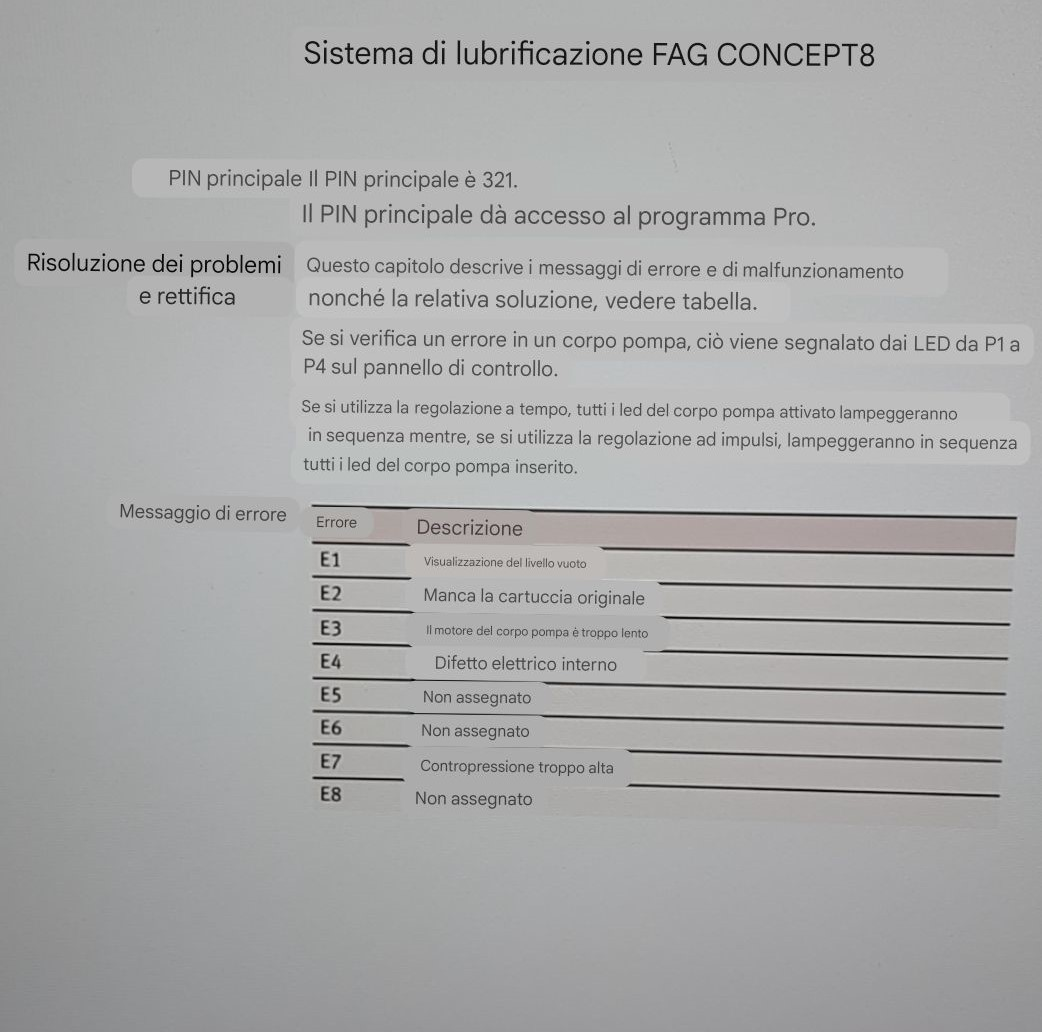 Sistema di lubrificazione FAG CONCEPT8
PIN principale Il PIN principale è 321.
Il PIN principale dà accesso al programma Pro.
Risoluzione dei problemi
e rettifica
Questo capitolo descrive i messaggi di errore e di malfunzionamento
nonché la relativa soluzione, vedere tabella.
Se si verifica un errore in un corpo pompa, ciò viene segnalato dai LED da P1 a
P4 sul pannello di controllo.
Se si utilizza la regolazione a tempo, tutti i led del corpo pompa attivato lampeggeranno
in sequenza mentre, se si utilizza la regolazione ad impulsi, lampeggeranno in sequenza
tutti i led del corpo pompa inserito.
Messaggio di errore
Errore Descrizione
E1 Visualizzazione del livello vuoto
E2 Manca la cartuccia originale
E3 Il motore del corpo pompa è troppo lento
E4 Difetto elettrico interno
E5 Non assegnato
E6 Non assegnato
E7 Contropressione troppo alta
E8 Non assegnato